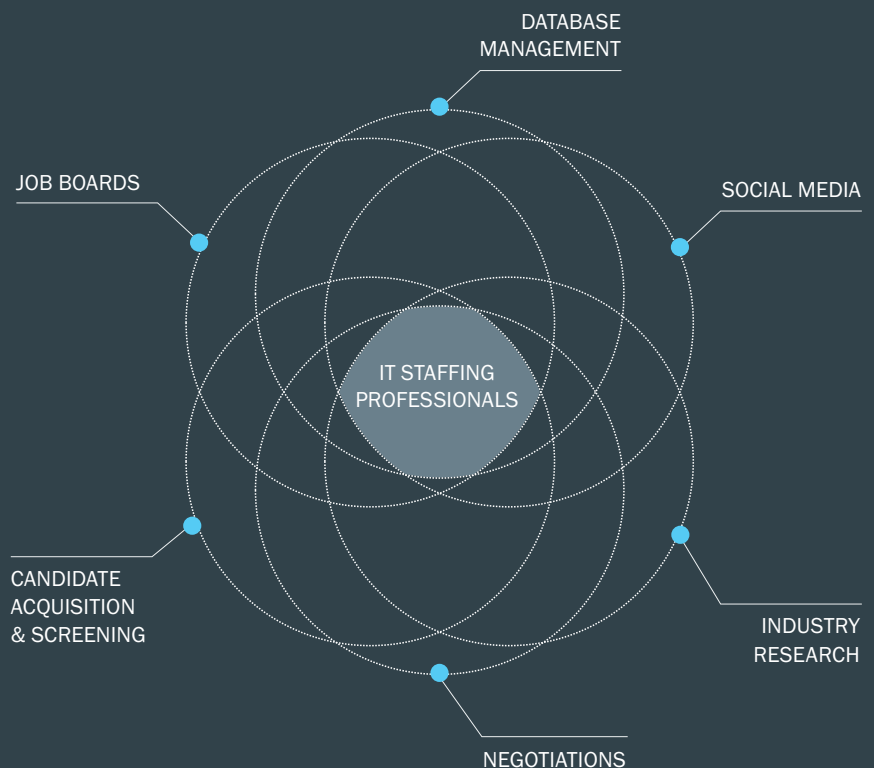 DATABASE
MANAGEMENT
JOB BOARDS
SOCIAL MEDIA
IT STAFFING
PROFESSIONALS
CANDIDATE
ACQUISITION
& SCREENING
INDUSTRY
RESEARCH
NEGOTIATIONS